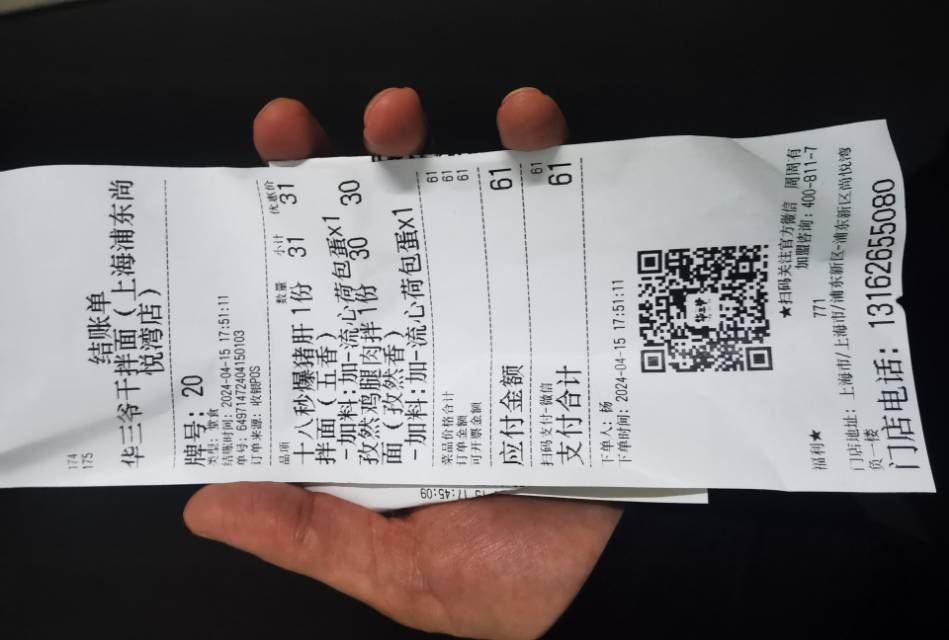 174
175
结账单
华三爷干拌面（上海浦东尚
悦湾店）
牌号：20
类型：堂食
结账时间：2024-04-15 17:51:11
单号：6497147240415010​3
订单来源：收银POS
品项 数量 小计 优惠价
十八秒爆猪肝 1份 31 31
拌面（五香）
-加料:加-流心荷包蛋x1
孜然鸡腿肉拌 1份 30 30
面（孜然香）
-加料:加-流心荷包蛋x1
菜品价格合计 61
订单金额 61
可开票金额 61
应付金额 61
扫码支付-微信 61
支付合计 61
下单人：杨
下单时间：2024-04-15 17:51:11
★扫码关注官方微信 周周有
福利★
加盟咨询：400-811-7
771
门店地址：上海市/上海市/浦东新区-浦东新区尚悦湾
负一楼
门店电话：13162655080
17:45:09